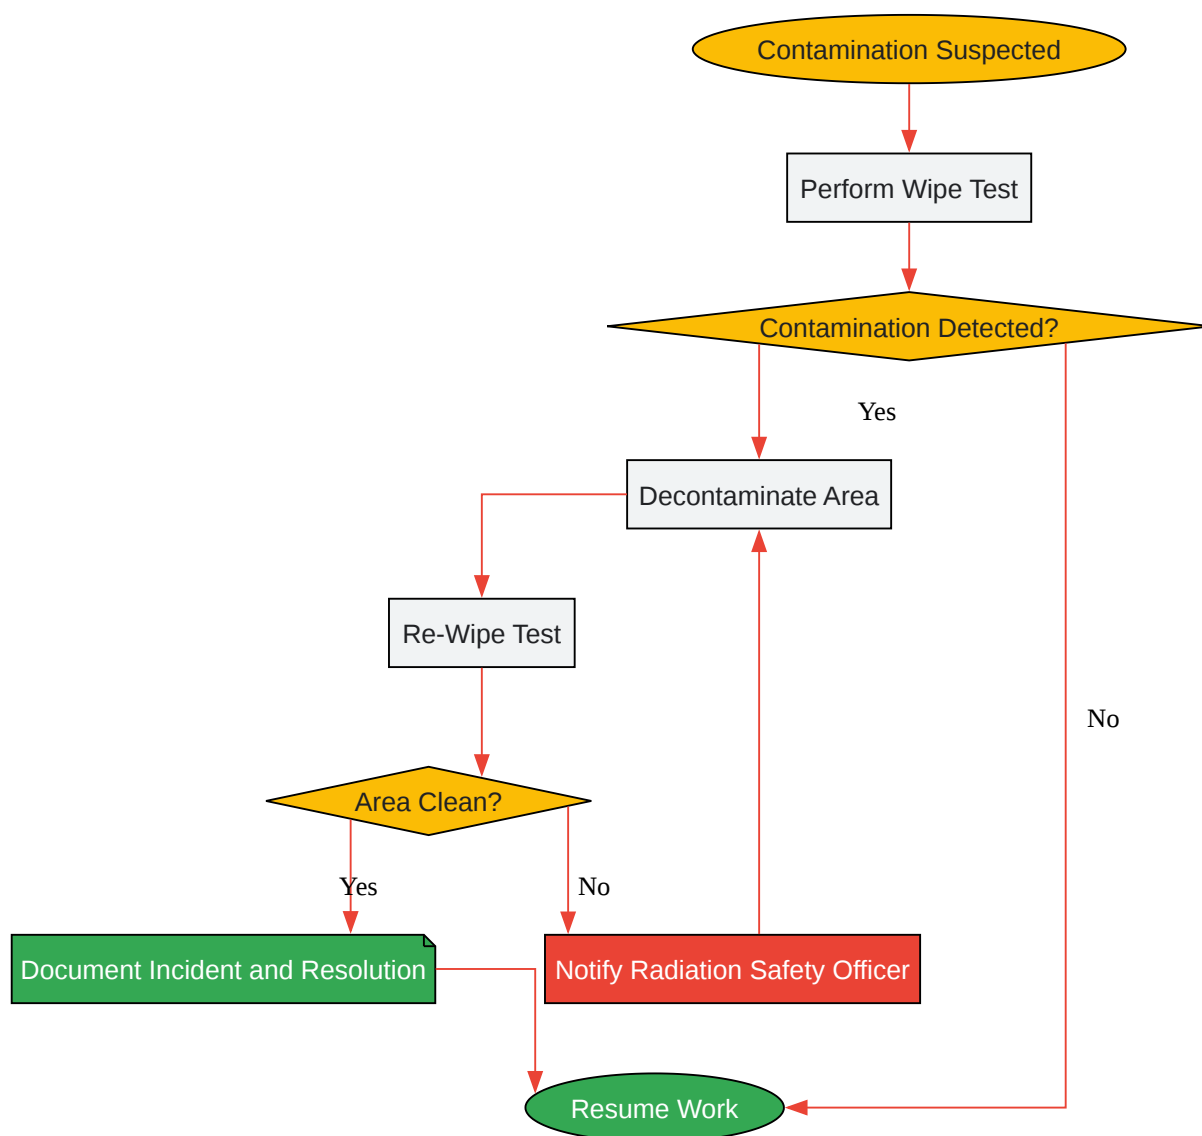 Contamination Suspected
Perform Wipe Test
Contamination Detected?
Yes
Decontaminate Area
Re-Wipe Test
No
Area Clean?
Yes
No
Document Incident and Resolution
Notify Radiation Safety Officer
Resume Work